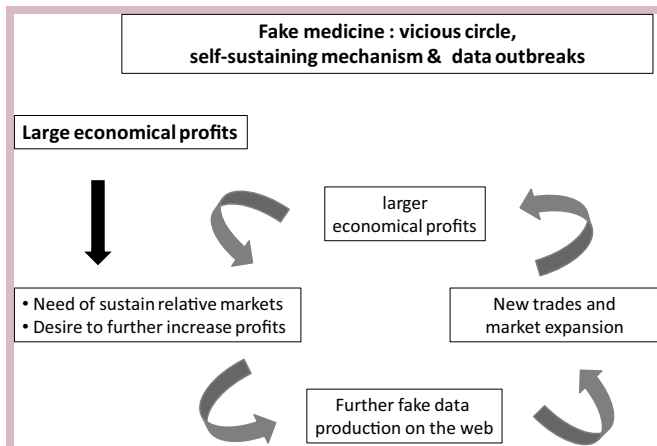 Fake medicine : vicious circle,
self-sustaining mechanism & data outbreaks
Large economical profits
larger
economical profits
• Need of sustain relative markets
• Desire to further increase profits
New trades and
market expansion
Further fake data
production on the web